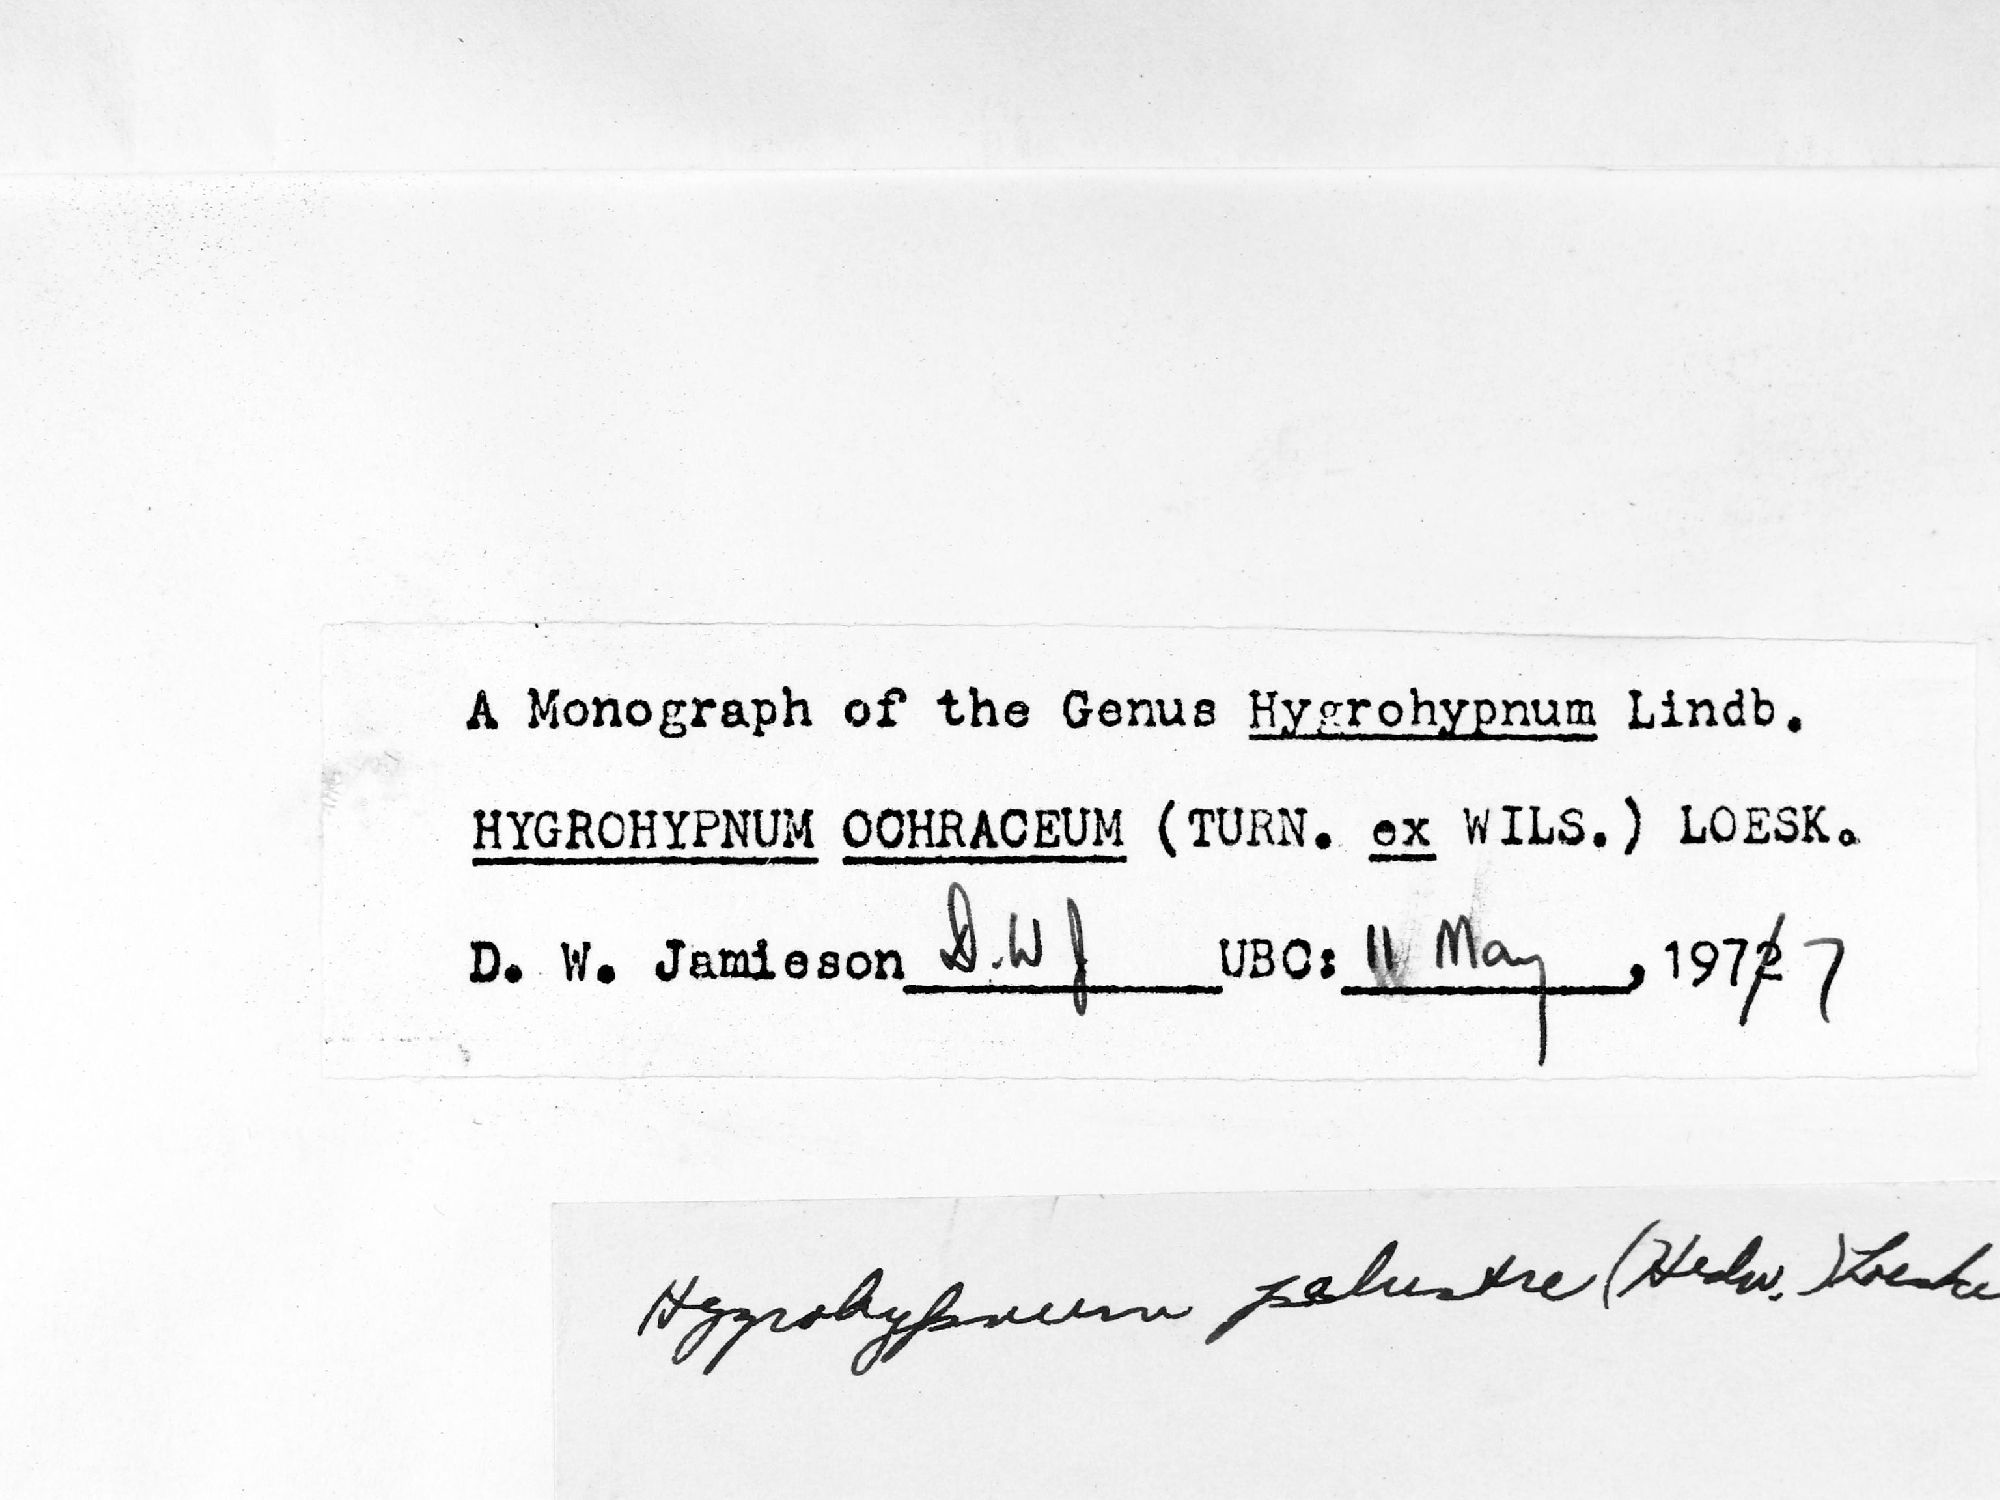 A Monograph of the Genus Hygrohypnum Lindb.
HYGROHYPNUM OCHRACEUM (TURN. ex WILS.) LOESK.
D. W. Jamieson D.W J UBC: 11 May, 1972 7
Hygrohypnum palustre (Hedw.) Loeske